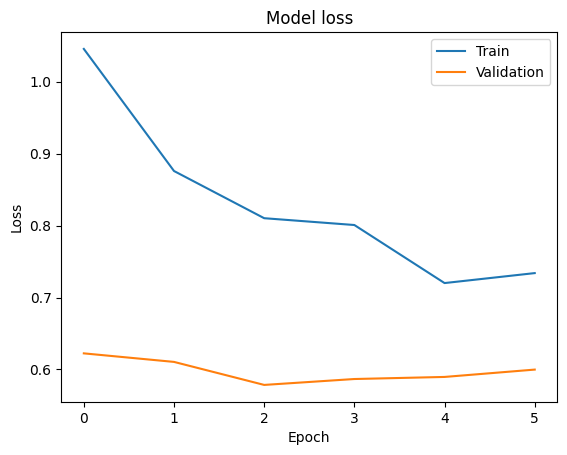 Model loss
Train
Validation
1.0
0.9
0.8
0.7
0.6
Loss
0 1 2 3 4 5
Epoch